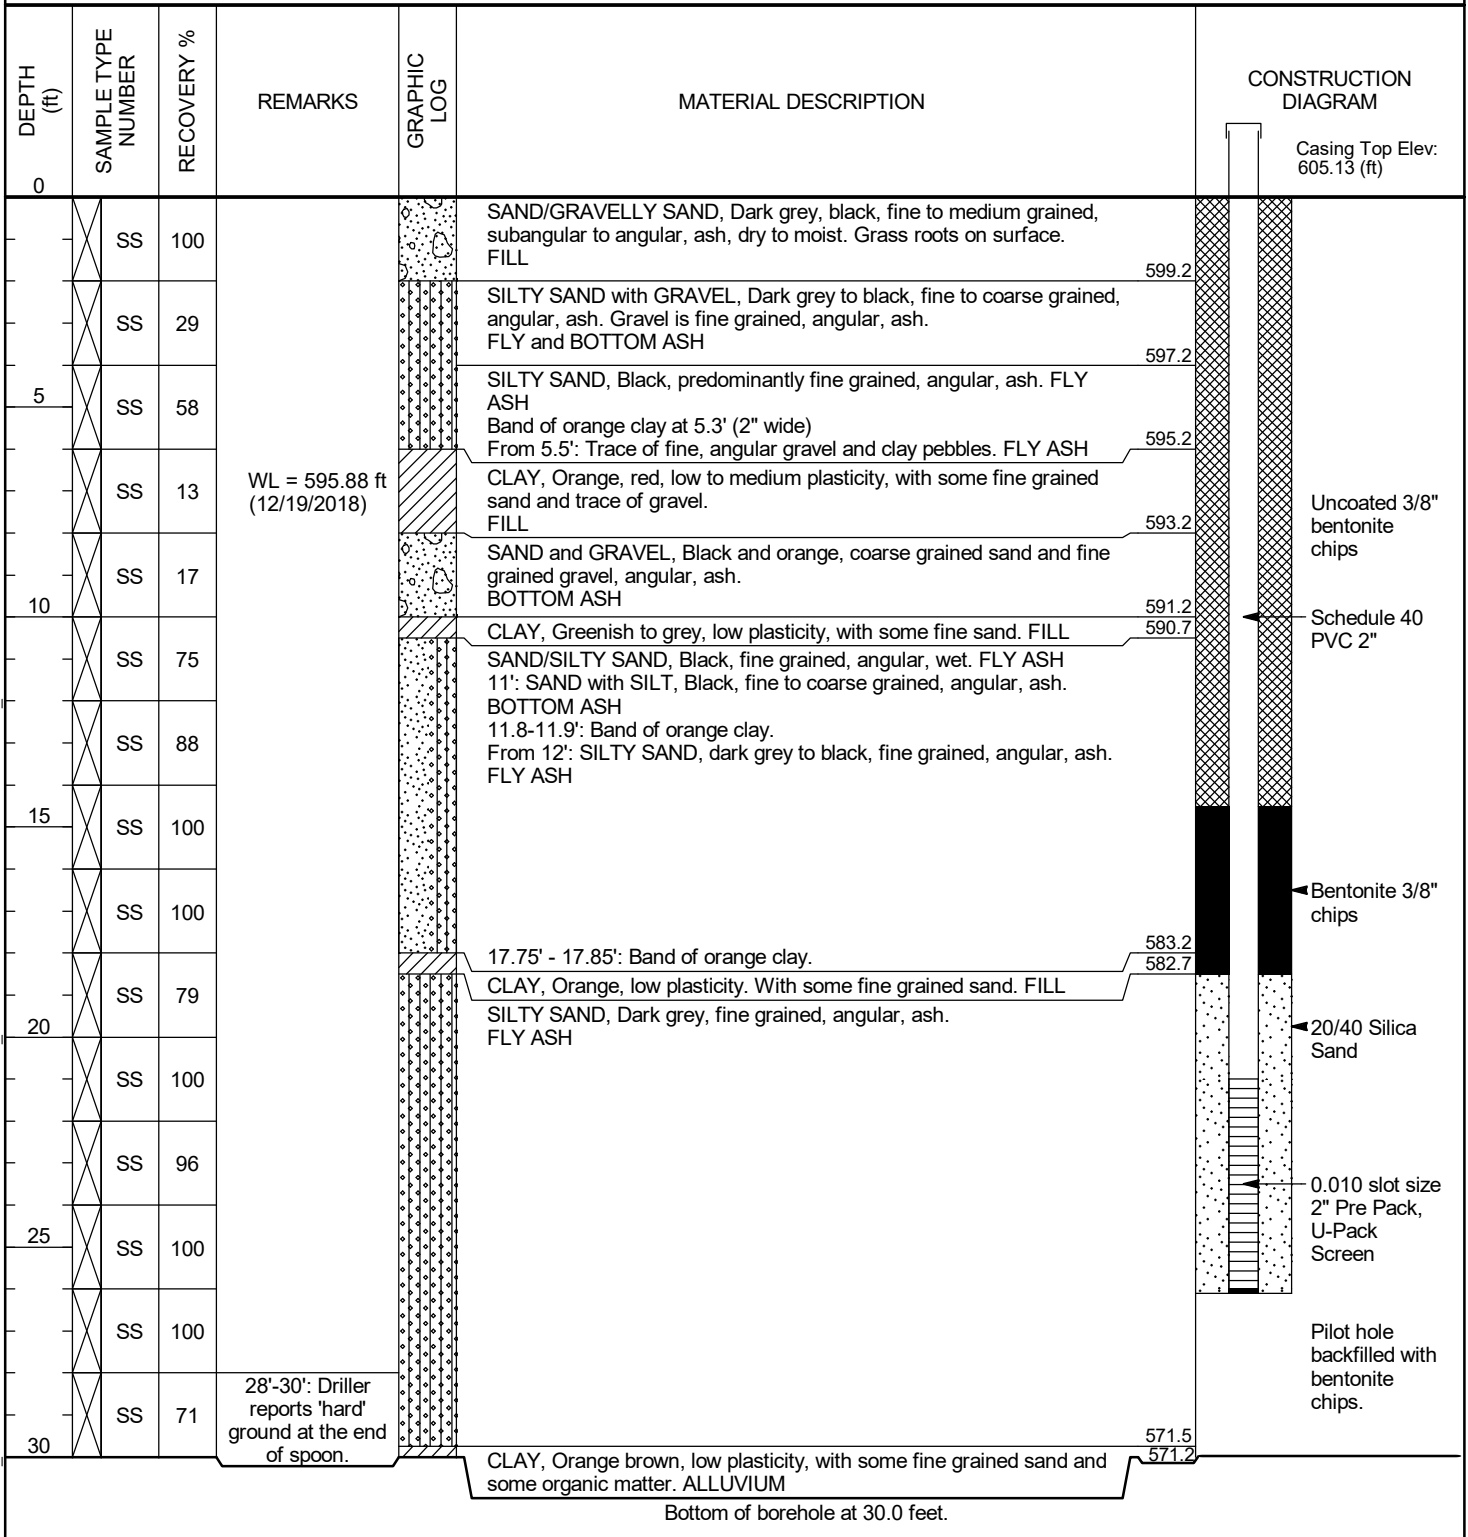 DEPTH
(ft)
SAMPLE TYPE
NUMBER
RECOVERY %
REMARKS
GRAPHIC
LOG
MATERIAL DESCRIPTION
CONSTRUCTION
DIAGRAM
Casing Top Elev:
605.13 (ft)
0
SS 100
SAND/GRAVELLY SAND, Dark grey, black, fine to medium grained,
subangular to angular, ash, dry to moist. Grass roots on surface.
FILL
599.2
SS 29
SILTY SAND with GRAVEL, Dark grey to black, fine to coarse grained,
angular, ash. Gravel is fine grained, angular, ash.
FLY and BOTTOM ASH
597.2
5
SS 58
SILTY SAND, Black, predominantly fine grained, angular, ash. FLY
ASH
Band of orange clay at 5.3' (2" wide)
From 5.5': Trace of fine, angular gravel and clay pebbles. FLY ASH
595.2
SS 13
WL = 595.88 ft
(12/19/2018)
CLAY, Orange, red, low to medium plasticity, with some fine grained
sand and trace of gravel.
FILL
593.2
Uncoated 3/8"
bentonite
chips
SS 17
SAND and GRAVEL, Black and orange, coarse grained sand and fine
grained gravel, angular, ash.
BOTTOM ASH
591.2
10
CLAY, Greenish to grey, low plasticity, with some fine sand. FILL
590.7
Schedule 40
PVC 2"
SS 75
SAND/SILTY SAND, Black, fine grained, angular, wet. FLY ASH
11': SAND with SILT, Black, fine to coarse grained, angular, ash.
BOTTOM ASH
11.8-11.9': Band of orange clay.
From 12': SILTY SAND, dark grey to black, fine grained, angular, ash.
FLY ASH
SS 88
15
SS 100
Bentonite 3/8"
chips
SS 100
17.75' - 17.85': Band of orange clay.
583.2
582.7
CLAY, Orange, low plasticity. With some fine grained sand. FILL
SS 79
SILTY SAND, Dark grey, fine grained, angular, ash.
FLY ASH
20
20/40 Silica
Sand
SS 100
SS 96
0.010 slot size
2" Pre Pack,
U-Pack
Screen
25
SS 100
SS 100
Pilot hole
backfilled with
bentonite
chips.
SS 71
28'-30': Driller
reports 'hard'
ground at the end
of spoon.
30
571.5
571.2
CLAY, Orange brown, low plasticity, with some fine grained sand and
some organic matter. ALLUVIUM
Bottom of borehole at 30.0 feet.